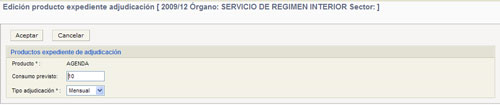 Edición producto expediente adjudicación [ 2009/12 Órgano: SERVICIO DE REGIMEN INTERIOR Sector: ]
Aceptar Cancelar
Productos expediente de adjudicación
Producto * : AGENDA
Consumo previsto: 10
Tipo adjudicación * : Mensual